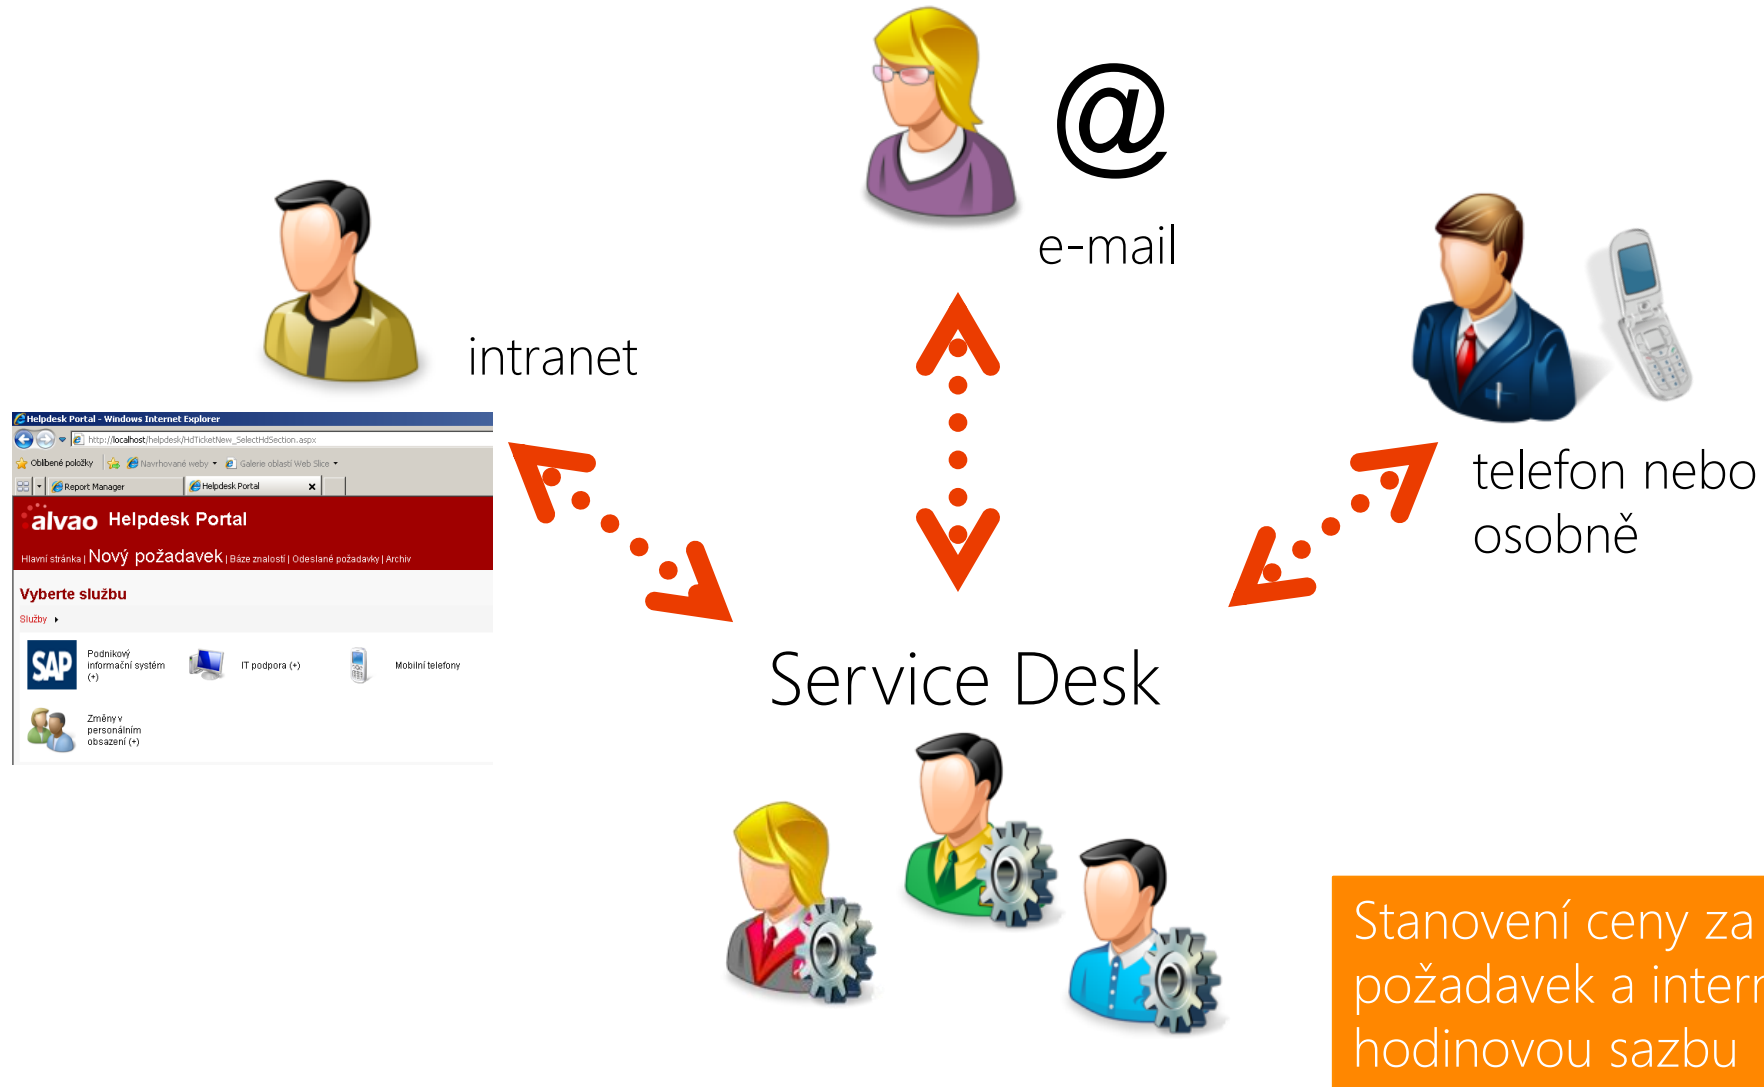 @
e-mail
intranet
telefon nebo
osobně
Helpdesk Portal - Windows Internet Explorer
http://localhost/helpdesk/HdTicketNew_SelectHdSection.aspx
Oblíbené položky Navrhované weby Galerie oblastí Web Slice
Report Manager Helpdesk Portal x
alvao Helpdesk Portal
Hlavní stránka | Nový požadavek | Báze znalostí | Odeslané požadavky | Archiv
Vyberte službu
Služby
SAP
Podnikový
informační systém
(+)
IT podpora (+)
Mobilní telefony
Změny v
personálním
obsazení (+)
Service Desk
Stanovení ceny za
požadavek a intern
hodinovou sazbu